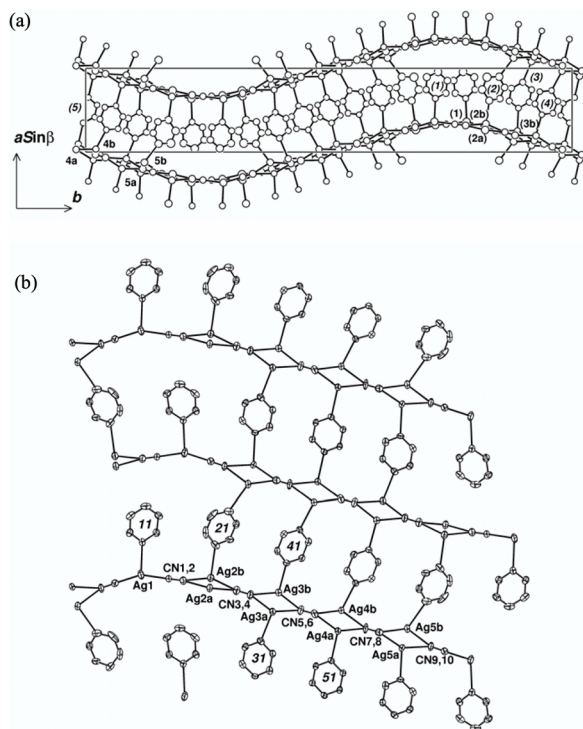 (a)
(5)
(1)
(2)
(3)
(4)
(1)
(2b)
(3b)
(2a)
4b
4a
5b
5a
aSinβ
b
(b)
11
21
41
CN1,2
Ag2b
Ag1
Ag3b
Ag2a
CN3,4
Ag4b
Ag3a
CN5,6
Ag5b
Ag4a
CN7,8
Ag5a
CN9,10
31
51